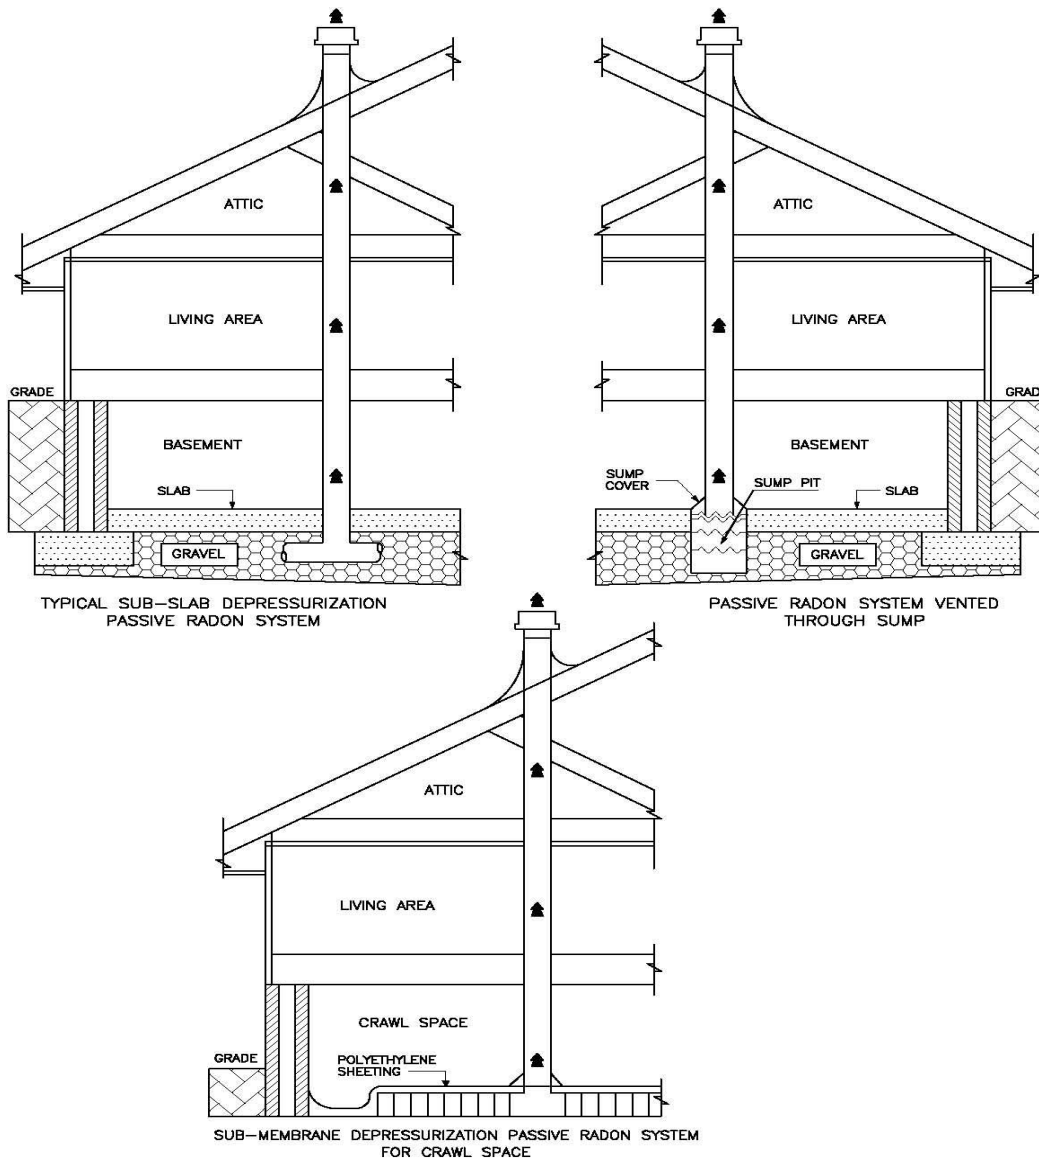 ATTIC
LIVING AREA
GRADE
BASEMENT
SLAB
GRAVEL
TYPICAL SUB-SLAB DEPRESSURIZATION
PASSIVE RADON SYSTEM
ATTIC
LIVING AREA
GRAD
BASEMENT
SUMP
COVER
SUMP PIT
SLAB
GRAVEL
PASSIVE RADON SYSTEM VENTED
THROUGH SUMP
ATTIC
LIVING AREA
CRAWL SPACE
GRADE
POLYETHYLENE
SHEETING
SUB-MEMBRANE DEPRESSURIZATION PASSIVE RADON SYSTEM
FOR CRAWL SPACE